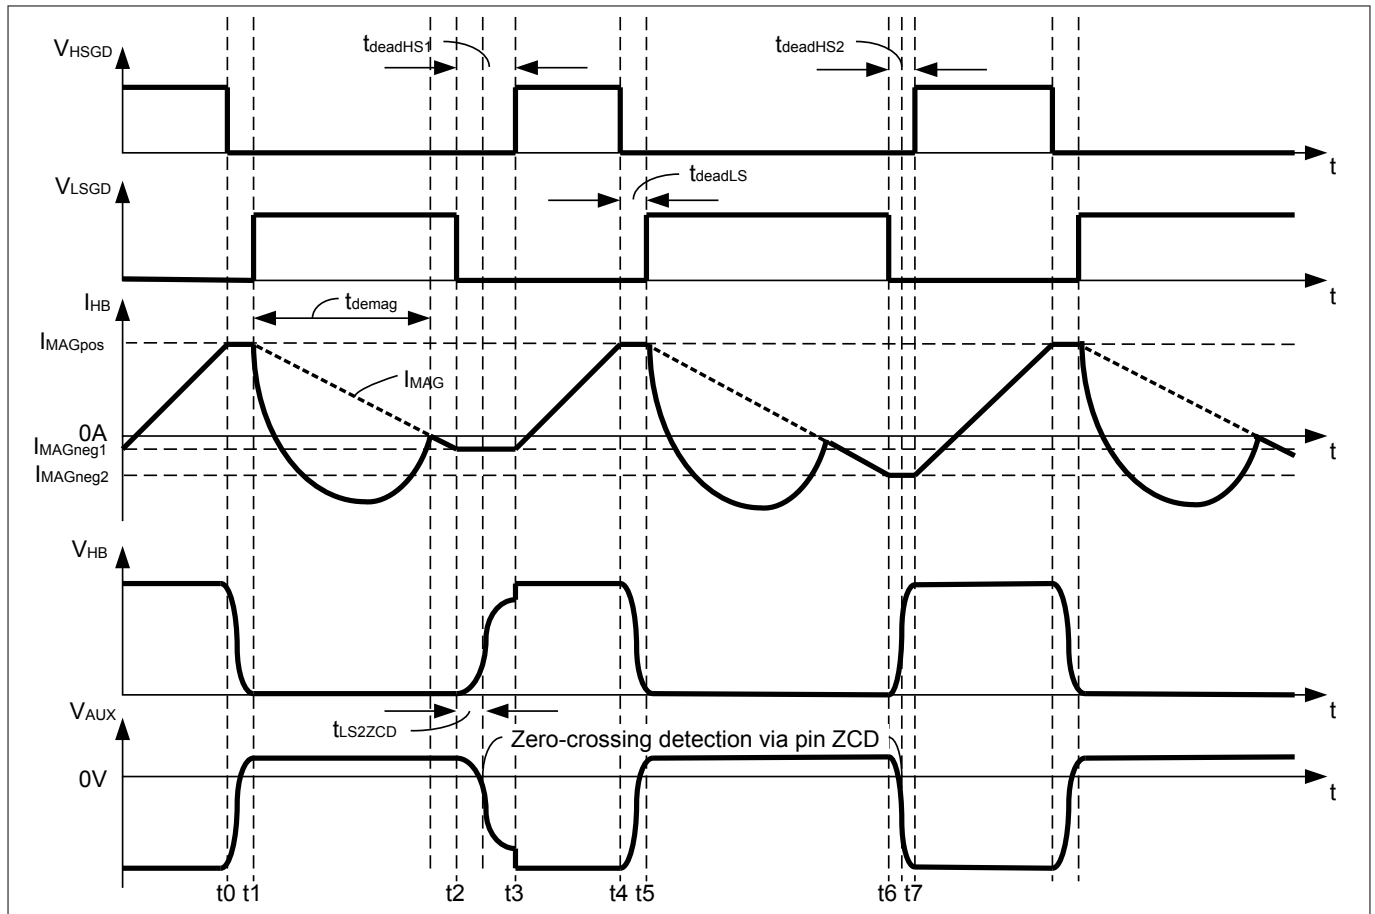 VHSGD
tdeadHS1
tdeadHS2
t
VLSGD
tdeadLS
t
IHB
tdemag
IMAGpos
IMAG
0A
IMAGneg1
t
IMAGneg2
VHB
t
VAUX
tLS2ZCD
Zero-crossing detection via pin ZCD
0V
t
t0 t1 t2 t3 t4 t5 t6 t7